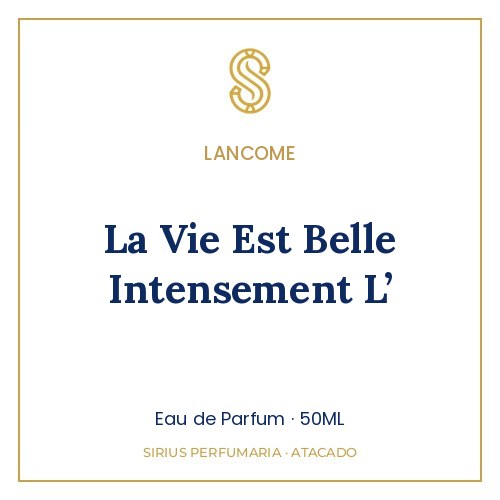 LANCOME
La Vie Est Belle
Intensement L’
Eau de Parfum · 50ML
SIRIUS PERFUMARIA · ATACADO